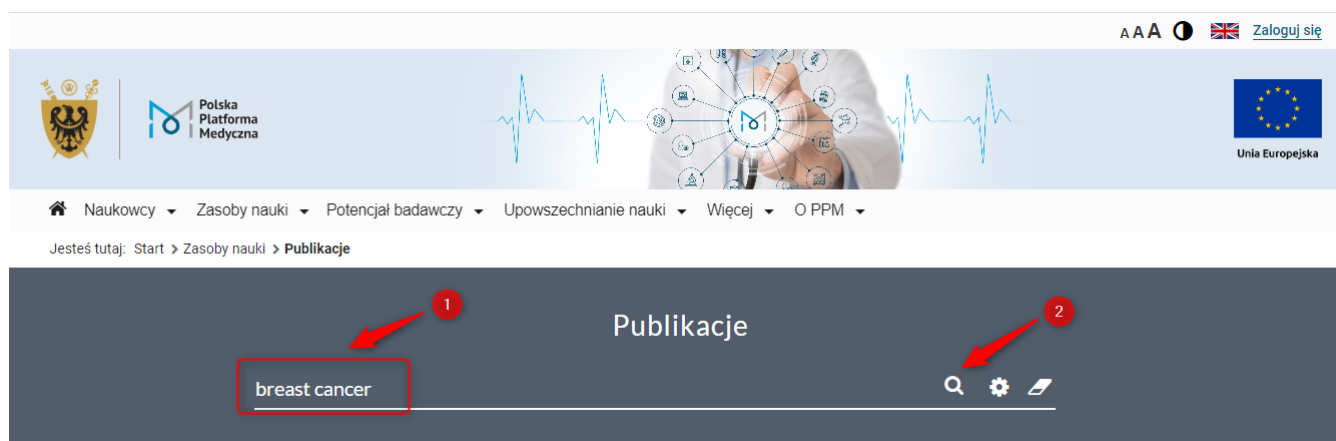 A A A Zaloguj się
Polska
Platforma
Medyczna
Unia Europejska
Naukowcy Zasoby nauki Potencjał badawczy Upowszechnianie nauki Więcej O PPM
Jesteś tutaj: Start > Zasoby nauki > Publikacje
1
Publikacje
2
breast cancer